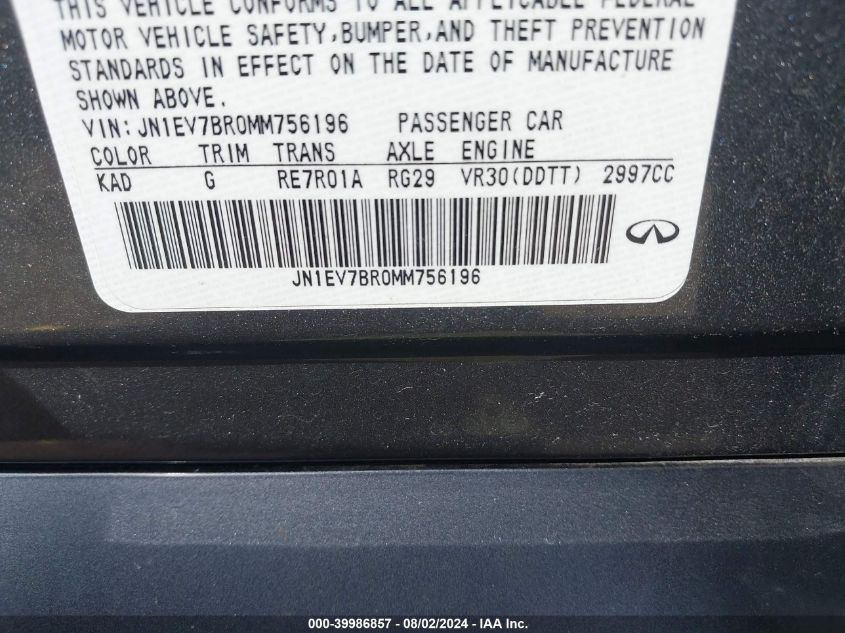 THIS VEHICLE CONFORMS TO ALL APPLICABLE FEDERAL
MOTOR VEHICLE SAFETY, BUMPER, AND THEFT PREVENTION
STANDARDS IN EFFECT ON THE DATE OF MANUFACTURE
SHOWN ABOVE.
VIN: JN1EV7BR0MM756196 PASSENGER CAR
COLOR TRIM TRANS AXLE ENGINE
KAD G RE7R01A RG29 VR30(DDTT) 2997CC
JN1EV7BR0MM756196
000-39986857 - 08/02/2024 - IAA Inc.